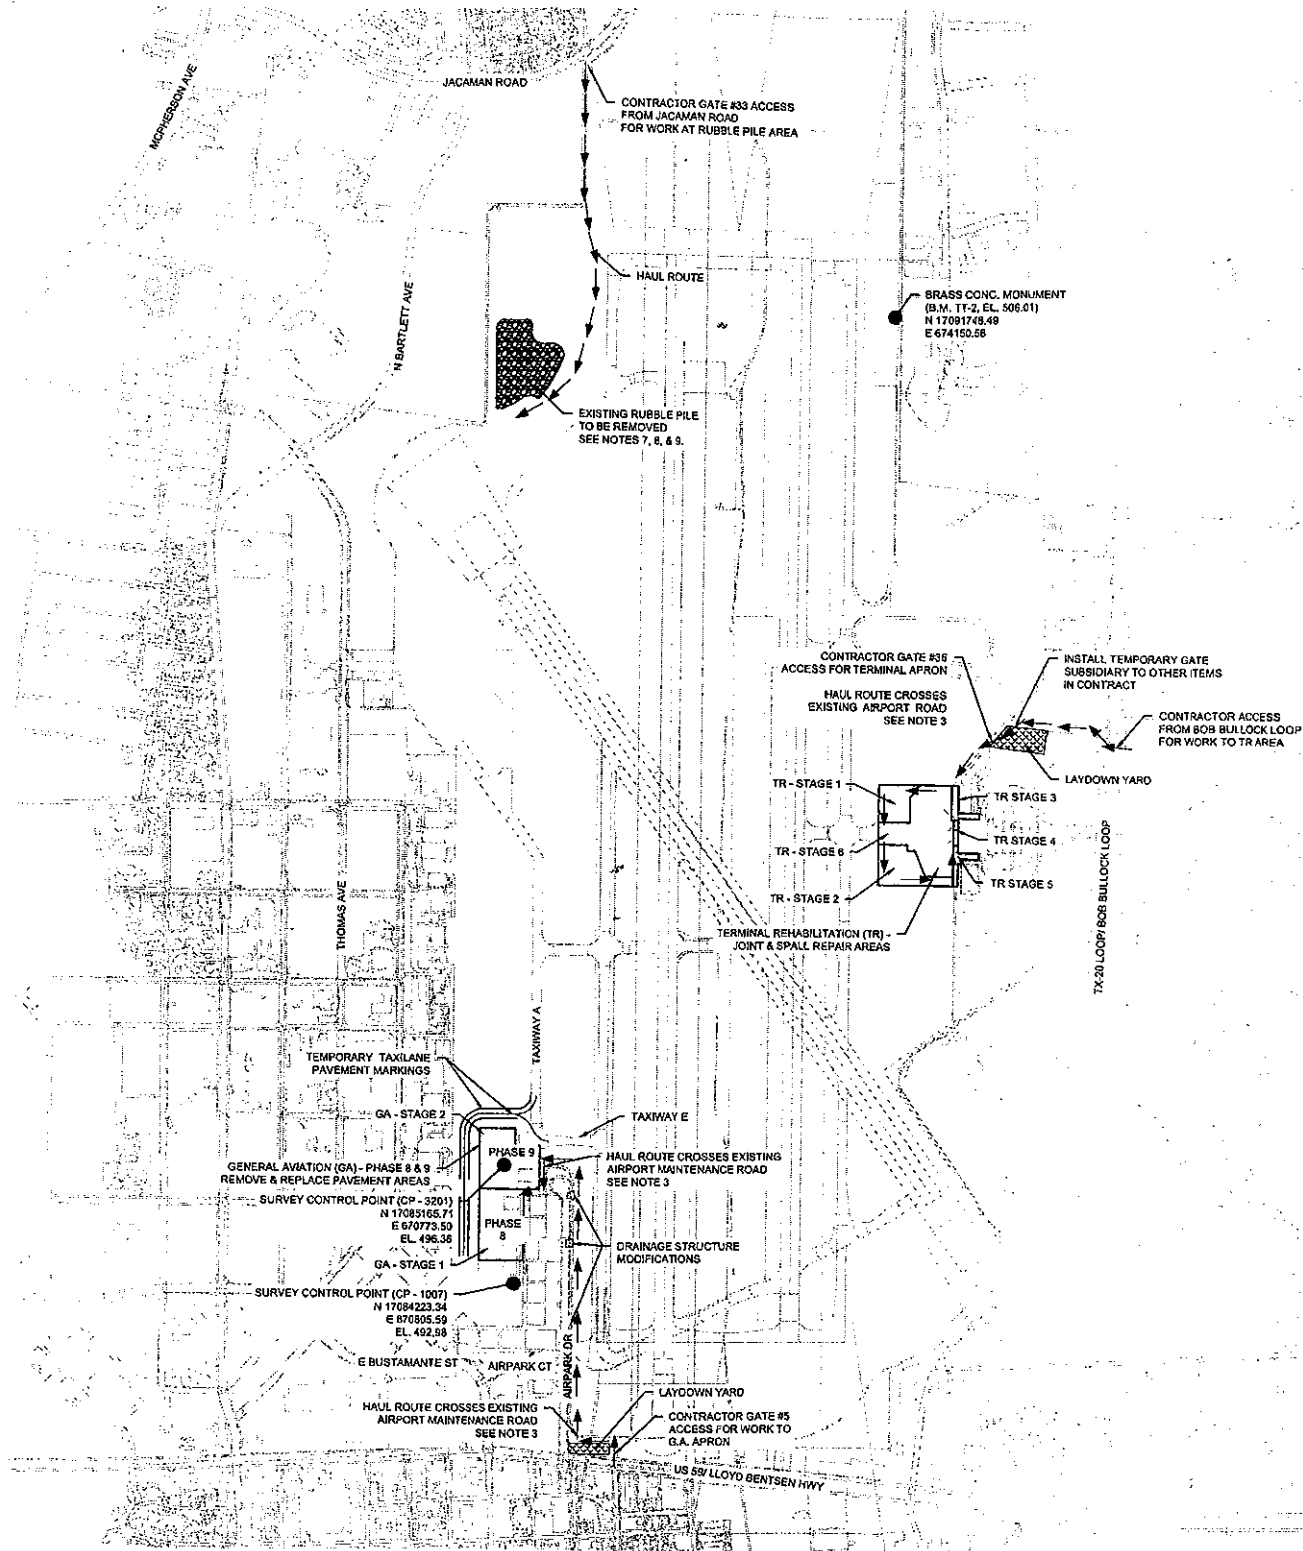 JACAMAN ROAD
MCPHERSON AVE
CONTRACTOR GATE #33 ACCESS
FROM JACAMAN ROAD
FOR WORK AT RUBBLE PILE AREA
HAUL ROUTE
N BARTLETT AVE
BRASS CONC. MONUMENT
(B.M. TT-2, EL. 506.01)
N 17091748.49
E 674150.58
EXISTING RUBBLE PILE
TO BE REMOVED
SEE NOTES 7, 8, & 9.
CONTRACTOR GATE #36
ACCESS FOR TERMINAL APRON
HAUL ROUTE CROSSES
EXISTING AIRPORT ROAD
SEE NOTE 3
INSTALL TEMPORARY GATE
SUBSIDIARY TO OTHER ITEMS
IN CONTRACT
CONTRACTOR ACCESS
FROM BOB BULLOCK LOOP
FOR WORK TO TR AREA
LAYDOWN YARD
TR - STAGE 1
TR STAGE 3
TR - STAGE 6
TR STAGE 4
TR - STAGE 2
TR STAGE 5
TERMINAL REHABILITATION (TR) -
JOINT & SPALL REPAIR AREAS
TX-20 LOOP/ BOB BULLOCK LOOP
THOMAS AVE
TAXIWAY A
TEMPORARY TAXILANE
PAVEMENT MARKINGS
GA - STAGE 2
TAXIWAY E
PHASE 9
GENERAL AVIATION (GA) - PHASE 8 & 9
REMOVE & REPLACE PAVEMENT AREAS
HAUL ROUTE CROSSES EXISTING
AIRPORT MAINTENANCE ROAD
SEE NOTE 3
SURVEY CONTROL POINT (CP - 3201)
N 17085165.71
E 670773.50
EL. 496.36
PHASE
8
DRAINAGE STRUCTURE
MODIFICATIONS
GA - STAGE 1
SURVEY CONTROL POINT (CP - 1007)
N 17084223.34
E 670805.59
EL. 492.98
E BUSTAMANTE ST
AIRPARK CT
AIRPARK DR
HAUL ROUTE CROSSES EXISTING
AIRPORT MAINTENANCE ROAD
SEE NOTE 3
LAYDOWN YARD
CONTRACTOR GATE #5
ACCESS FOR WORK TO
G.A. APRON
US 59/ LLOYD BENTSEN HWY